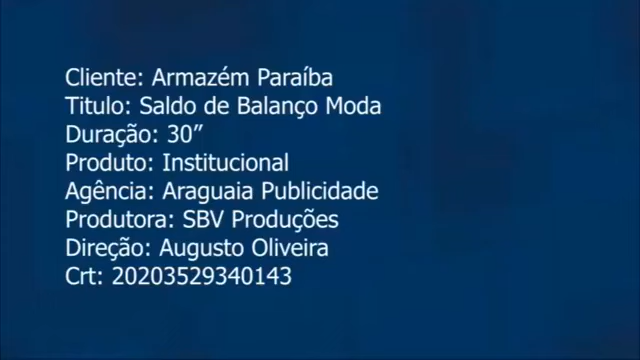 Cliente: Armazém Paraíba
Titulo: Saldo de Balanço Moda
Duração: 30”
Produto: Institucional
Agência: Araguaia Publicidade
Produtora: SBV Produções
Direção: Augusto Oliveira
Crt: 20203529340143